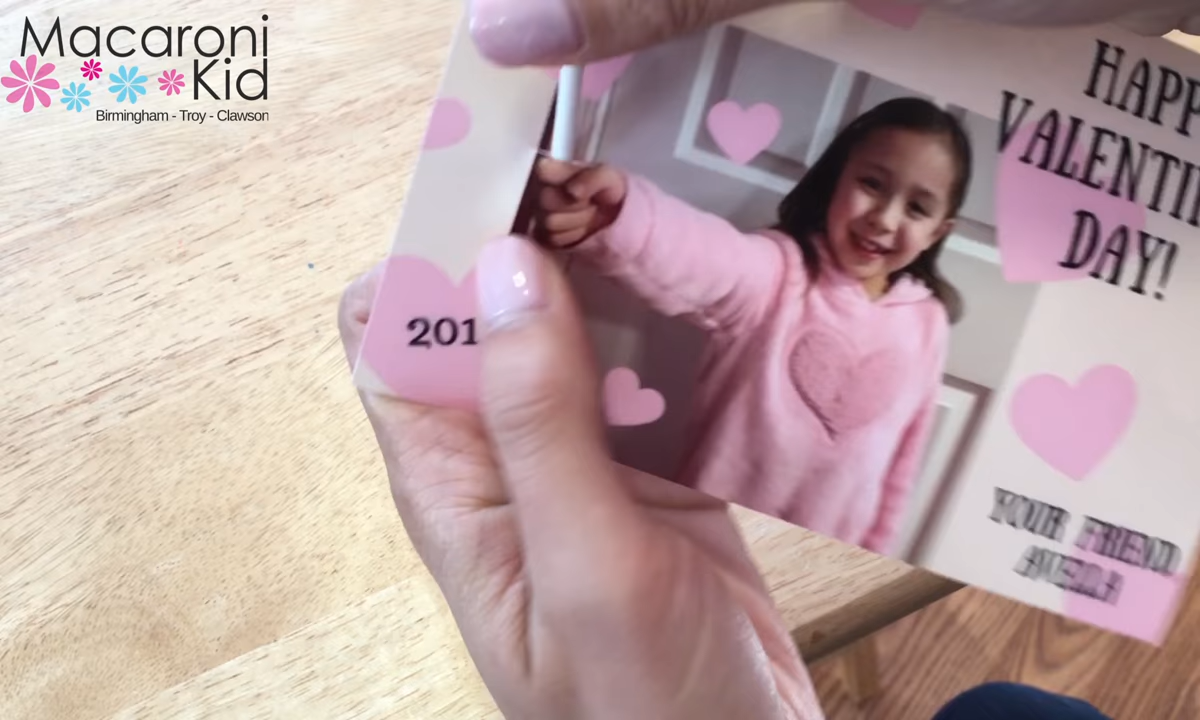 Macaroni
Kid
Birmingham - Troy - Clawson
HAPP
VALENTI
DAY!
201
YOUR FRIEND